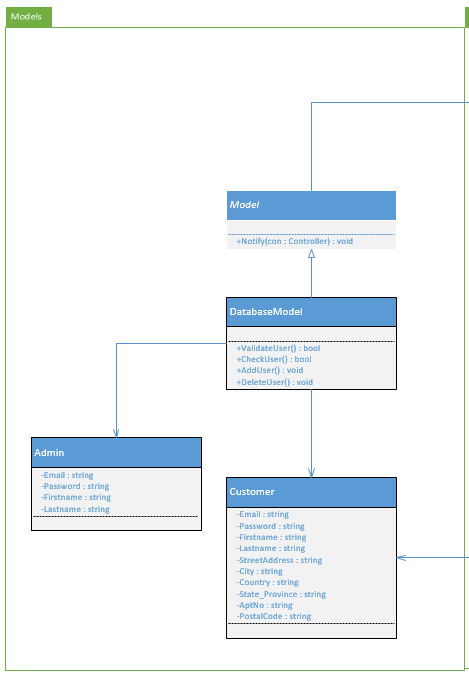 Models
Model
+Notify(con : Controller) : void
DatabaseModel
+ValidateUser() : bool
+CheckUser() : bool
+AddUser() : void
+DeleteUser() : void
Admin
-Email : string
-Password : string
-Firstname : string
-Lastname : string
Customer
-Email : string
-Password : string
-Firstname : string
-Lastname : string
-StreetAddress : string
-City : string
-Country : string
-State_Province : string
-AptNo : string
-PostalCode : string